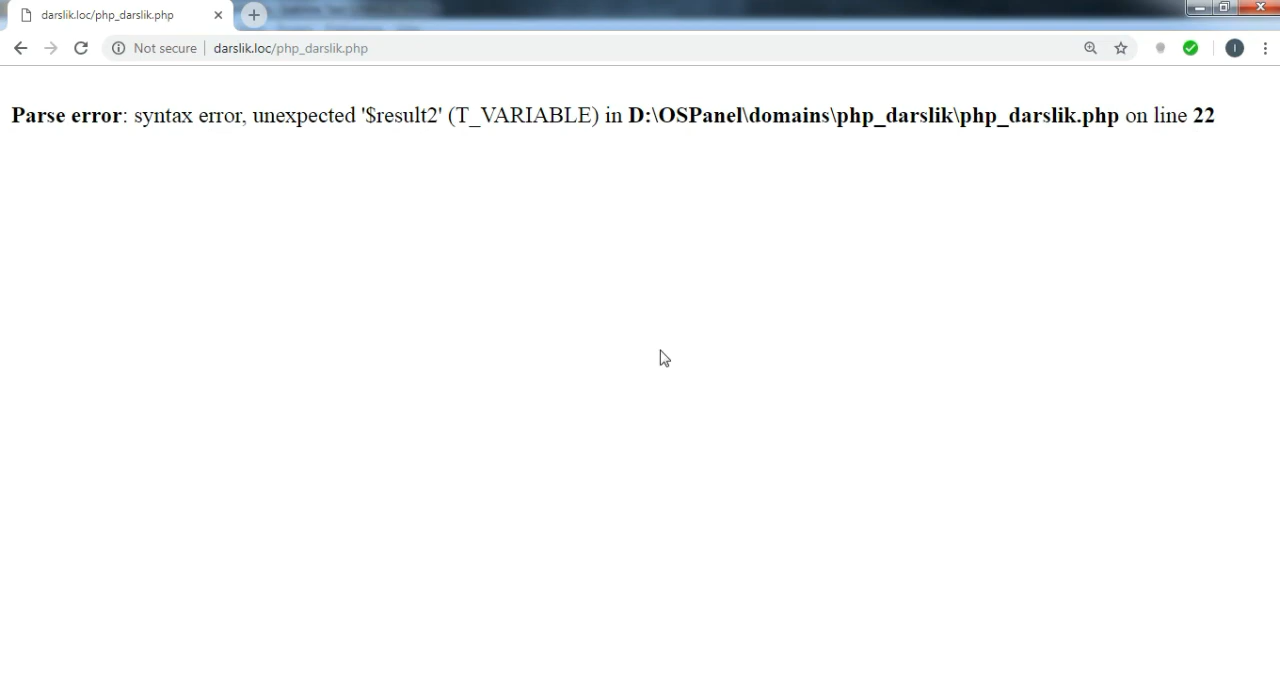 darslik.loc/php_darslik.php
Not secure | darslik.loc/php_darslik.php
I
Parse error: syntax error, unexpected '$result2' (T_VARIABLE) in D:\OSPanel\domains\php_darslik\php_darslik.php on line 22